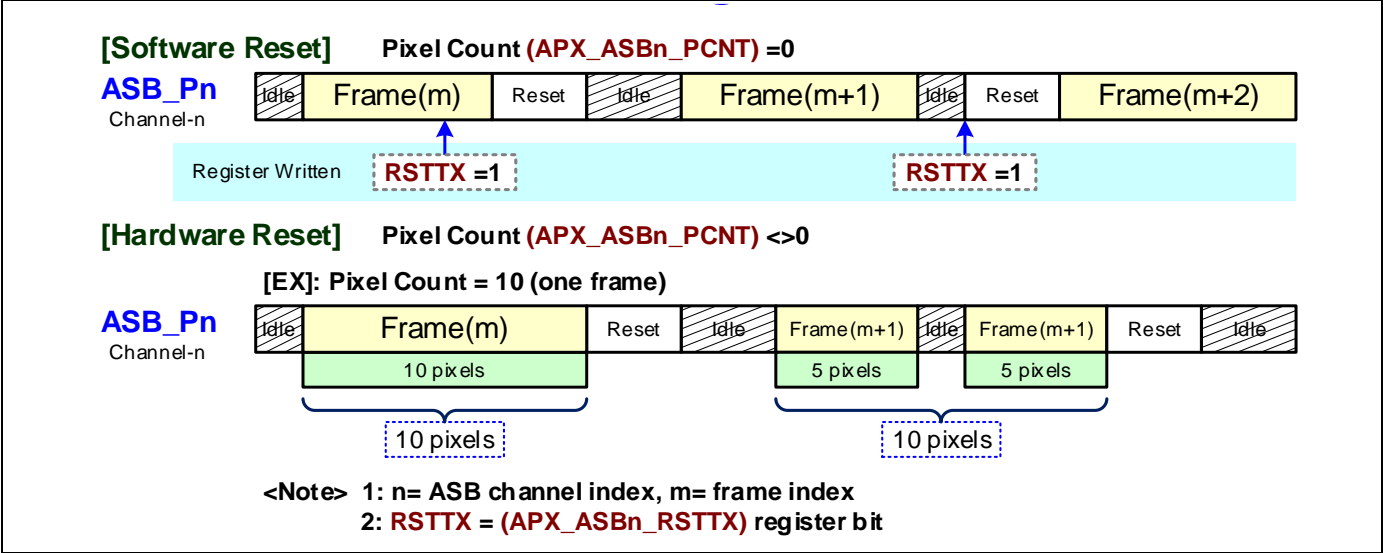 [Software Reset] Pixel Count (APX_ASBn_PCNT) =0
ASB_Pn
Channel-n
Idle Frame(m) Reset Idle Frame(m+1) Idle Reset Frame(m+2)
Register Written RSTTX =1 RSTTX =1
[Hardware Reset] Pixel Count (APX_ASBn_PCNT) <>0
[EX]: Pixel Count = 10 (one frame)
ASB_Pn
Channel-n
Idle Frame(m) Reset Idle Frame(m+1) Idle Frame(m+1) Reset Idle
10 pixels 5 pixels 5 pixels
10 pixels 10 pixels
<Note> 1: n= ASB channel index, m= frame index
2: RSTTX = (APX_ASBn_RSTTX) register bit